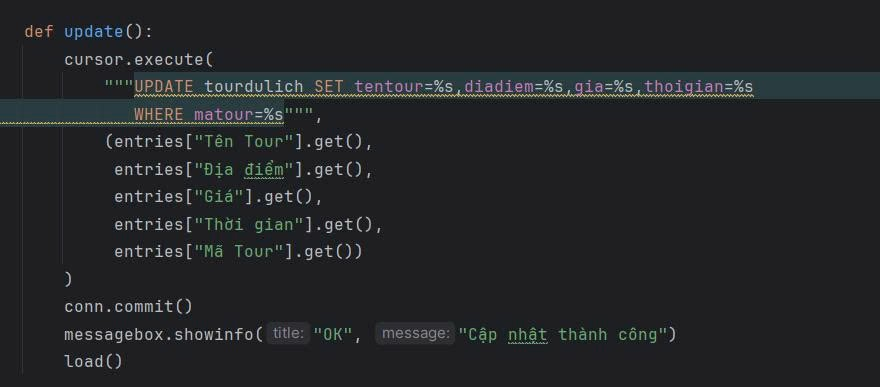 def update():
cursor.execute(
"""UPDATE tourdulich SET tentour=%s,diadiem=%s,gia=%s,thoigian=%s
WHERE matour=%s""",
(entries["Tên Tour"].get(),
entries["Địa điểm"].get(),
entries["Giá"].get(),
entries["Thời gian"].get(),
entries["Mã Tour"].get())
)
conn.commit()
messagebox.showinfo( title: "OK", message: "Cập nhật thành công")
load()